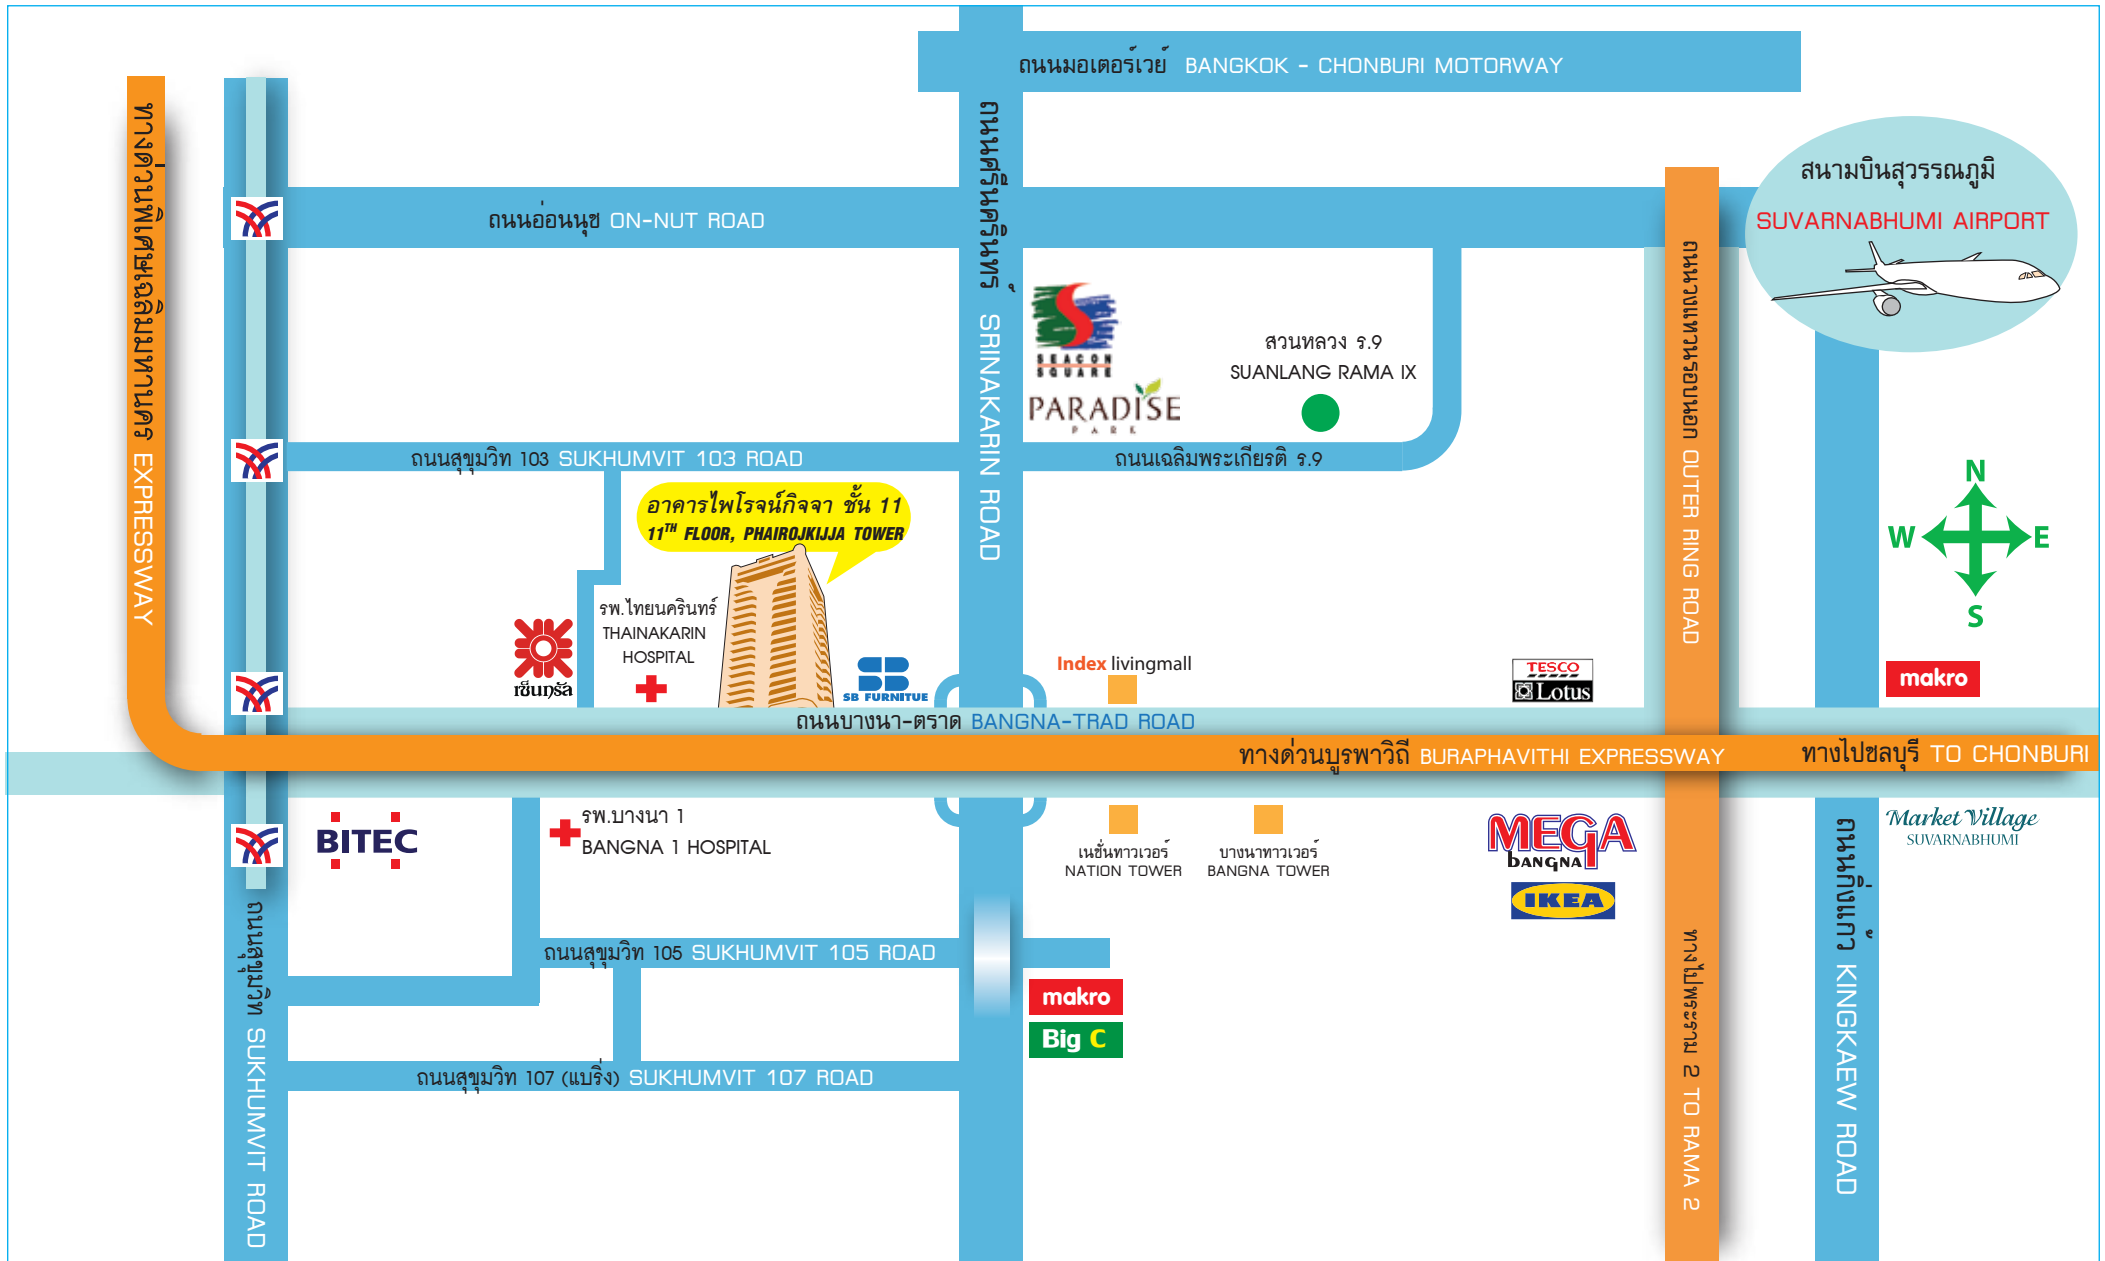 ถนนมอเตอร์เวย์ BANGKOK - CHONBURI MOTORWAY
ทางด่วนพิเศษเฉลิมมหานคร EXPRESSWAY
ถนนศรีนครินทร์ SRINAKARIN ROAD
สนามบินสุวรรณภูมิ
SUVARNABHUMI AIRPORT
ถนนอ่อนนุช ON-NUT ROAD
ถนนวงแหวนรอบนอก OUTER RING ROAD
SEACON
SQUARE
PARADISE
PARK
สวนหลวง ร.9
SUANLANG RAMA IX
ถนนสุขุมวิท 103 SUKHUMVIT 103 ROAD
ถนนเฉลิมพระเกียรติ ร.9
อาคารไพโรจน์กิจจา ชั้น 11
11TH FLOOR, PHAIROJKIJJA TOWER
N
W
E
S
รพ.ไทยนครินทร์
THAINAKARIN
HOSPITAL
เซ็นทรัล
SB FURNITUE
Index livingmall
TESCO
Lotus
makro
ถนนบางนา-ตราด BANGNA-TRAD ROAD
ทางด่วนบูรพาวิถี BURAPHAVITHI EXPRESSWAY
ทางไปชลบุรี TO CHONBURI
BITEC
รพ.บางนา 1
BANGNA 1 HOSPITAL
เนชั่นทาวเวอร์
NATION TOWER
บางนาทาวเวอร์
BANGNA TOWER
MEGA
BANGNA
IKEA
Market Village
SUVARNABHUMI
ถนนสุขุมวิท SUKHUMVIT ROAD
ถนนสุขุมวิท 105 SUKHUMVIT 105 ROAD
makro
Big C
ถนนสุขุมวิท 107 (แบริ่ง) SUKHUMVIT 107 ROAD
ทางไปพระราม 2 TO RAMA 2
ถนนกิ่งแก้ว KINGKAEW ROAD